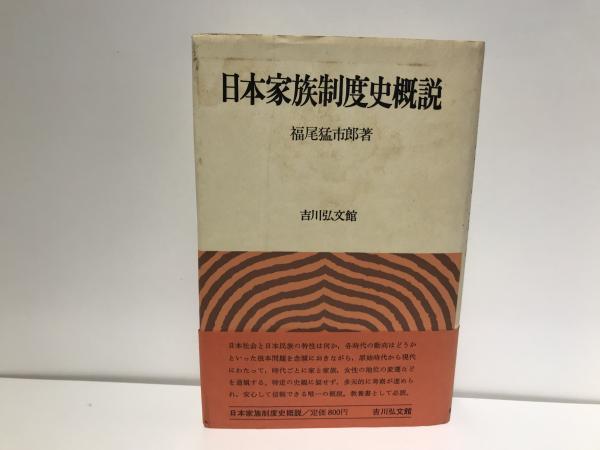 日本家族制度史概説
福尾猛市郎著
吉川弘文館
日本社会と日本民族の特性は何か、各時代の動向はどうか
といった根本問題を念頭におきながら、原始時代から現代
にわたって、時代ごとに家と家族、女性の地位の変遷など
を通観する。特定の史観に偏せず、多元的に考察が進めら
れ、安心して信頼できる唯一の概説。教養書として必読。
日本家族制度史概説/定価800円
吉川弘文館